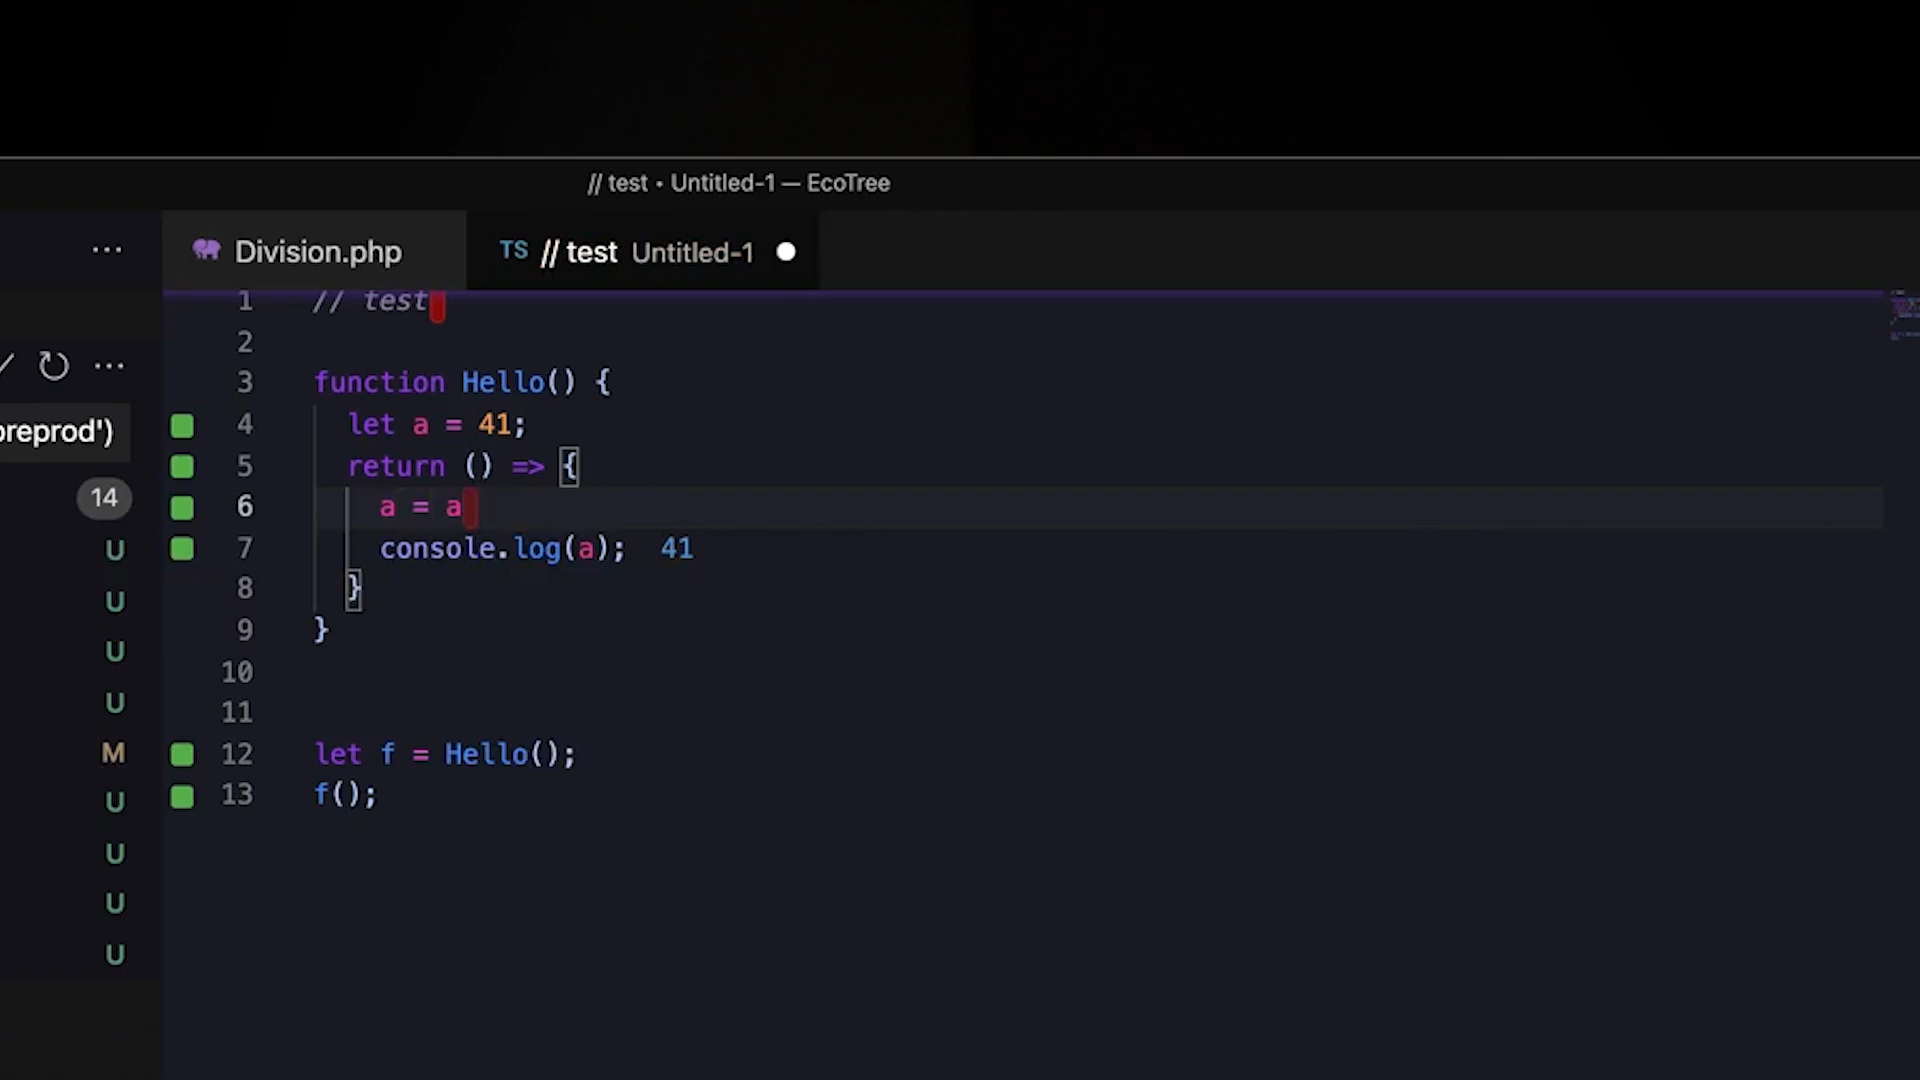 // test • Untitled-1 — EcoTree
Division.php
TS // test Untitled-1
1 // test
2
3 function Hello() {
4 let a = 41;
5 return () => {
6 a = a
7 console.log(a); 41
8 }
9 }
10
11
12 let f = Hello();
13 f();
preprod')
14
U
U
U
U
M
U
U
U
U